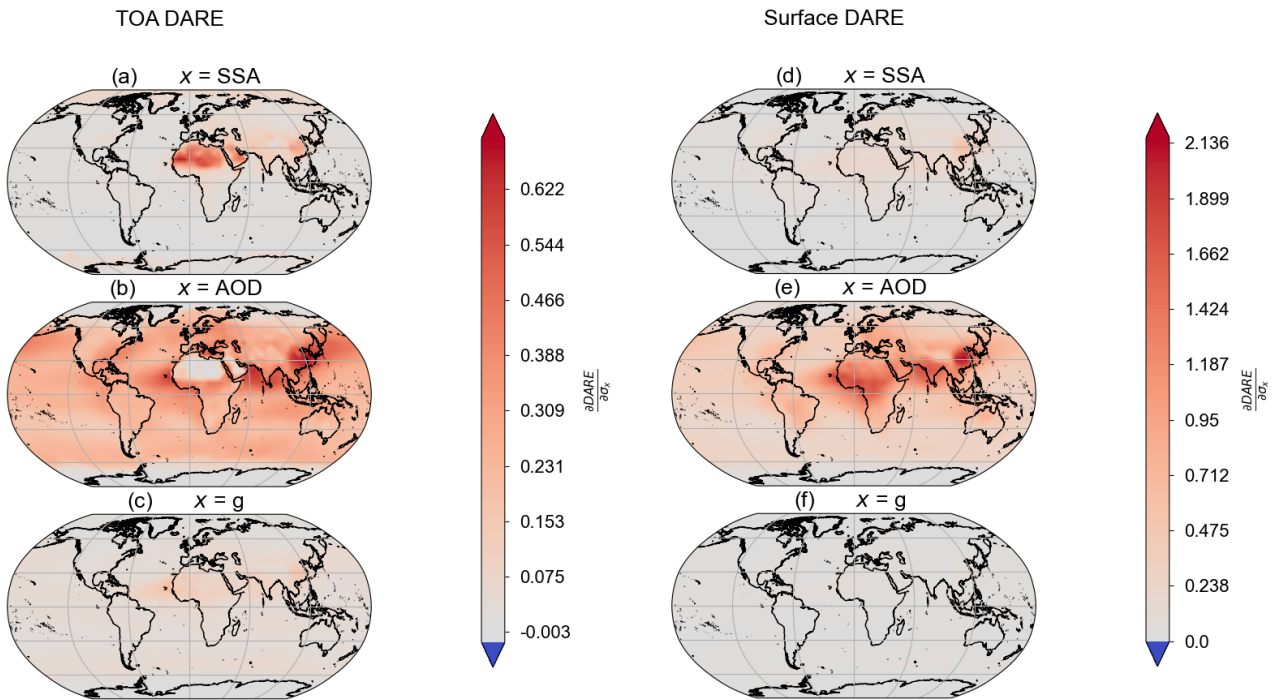 TOA DARE
Surface DARE
(a) x = SSA
(d) x = SSA
(b) x = AOD
(e) x = AOD
(c) x = g
(f) x = g
0.622
0.544
0.466
0.388
0.309
0.231
0.153
0.075
-0.003
∂DARE
∂σₓ
2.136
1.899
1.662
1.424
1.187
0.95
0.712
0.475
0.238
0.0
∂DARE
∂σₓ